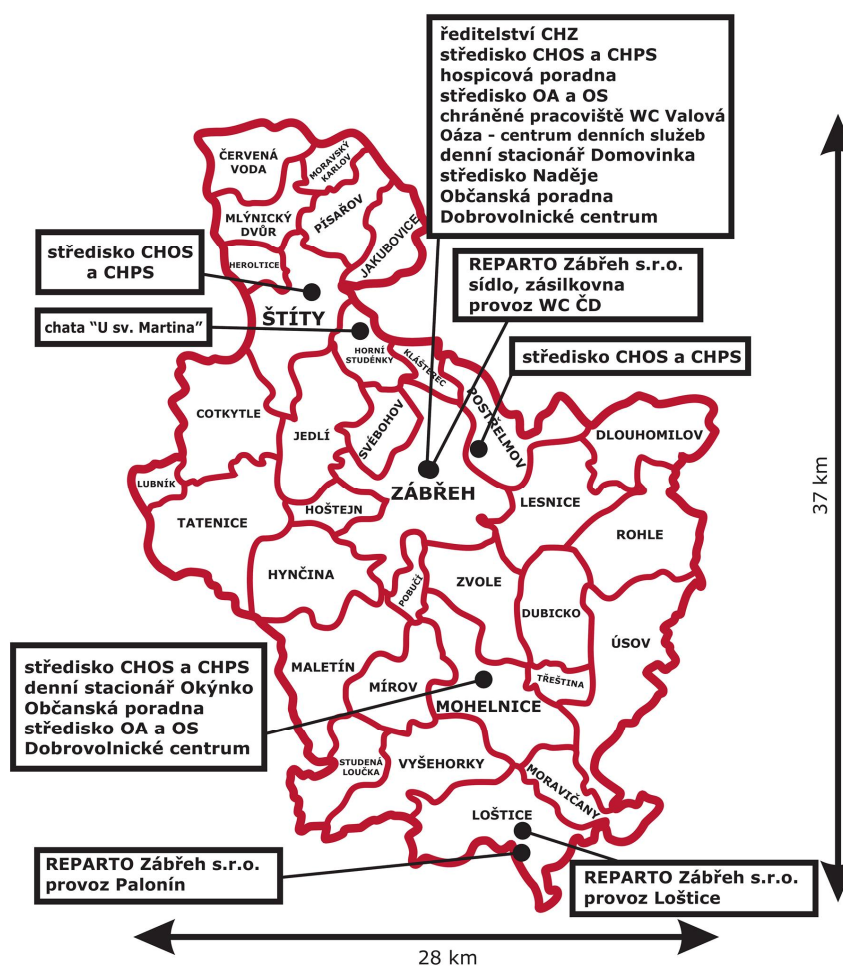 ředitelství CHZ
středisko CHOS a CHPS
hospicová poradna
středisko OA a OS
chráněné pracoviště WC Valová
Oáza - centrum denních služeb
denní stacionář Domovinka
středisko Naděje
Občanská poradna
Dobrovolnické centrum
ČERVENÁ
VODA
MORAVSKÝ
KARLOV
MLÝNICKÝ
DVŮR
PÍSAŘOV
JAKUBOVICE
HEROLTICE
středisko CHOS
a CHPS
REPARTO Zábřeh s.r.o.
sídlo, zásilkovna
provoz WC ČD
ŠTÍTY
chata "U sv. Martina"
HORNÍ
STUDÉNKY
KLÁŠTEREC
středisko CHOS a CHPS
POSTŘELMOV
COTKYTLE
JEDLÍ
SVÉBOHOV
DLOUHOMILOV
LUBNÍK
ZÁBŘEH
TATENICE
HOŠTEJN
LESNICE
ROHLE
37 km
HYNČINA
POBUČÍ
ZVOLE
DUBICKO
ÚSOV
středisko CHOS a CHPS
denní stacionář Okýnko
Občanská poradna
středisko OA a OS
Dobrovolnické centrum
MALETÍN
MÍROV
TŘEŠTINA
MOHELNICE
STUDENÁ
LOUČKA
VYŠEHORKY
MORAVIČANY
LOŠTICE
REPARTO Zábřeh s.r.o.
provoz Palonín
REPARTO Zábřeh s.r.o.
provoz Loštice
28 km